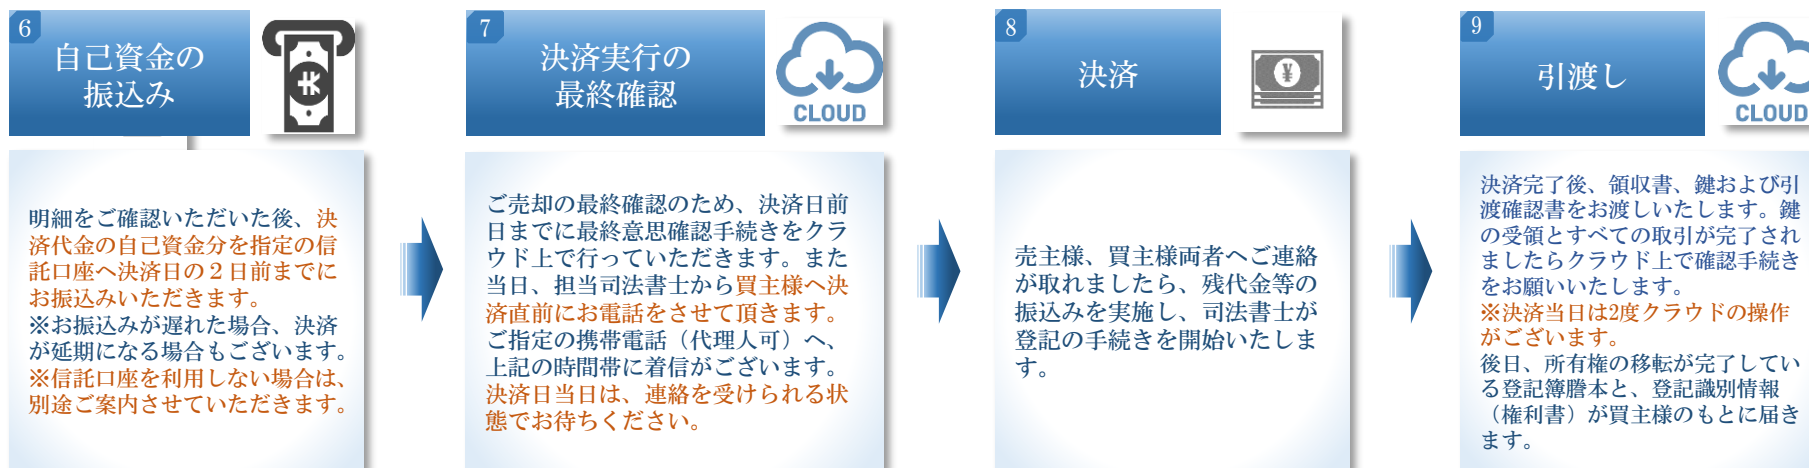 6
自己資金の
振込み
明細をご確認いただいた後、決
済代金の自己資金分を指定の信
託口座へ決済日の２日前までに
お振込みいただきます。
※お振込みが遅れた場合、決済
が延期になる場合もございます。
※信託口座を利用しない場合は、
別途ご案内させていただきます。
7
決済実行の
最終確認
CLOUD
ご売却の最終確認のため、決済日前
日までに最終意思確認手続きをクラ
ウド上で行っていただきます。また
当日、担当司法書士から買主様へ決
済直前にお電話をさせて頂きます。
ご指定の携帯電話（代理人可）へ、
上記の時間帯に着信がございます。
決済日当日は、連絡を受けられる状
態でお待ちください。
8
決済
¥
売主様、買主様両者へご連絡
が取れましたら、残代金等の
振込みを実施し、司法書士が
登記の手続きを開始いたしま
す。
9
引渡し
CLOUD
決済完了後、領収書、鍵および引
渡確認書をお渡しいたします。鍵
の受領とすべての取引が完了され
ましたらクラウド上で確認手続き
をお願いいたします。
※決済当日は2度クラウドの操作
がございます。
後日、所有権の移転が完了してい
る登記簿謄本と、登記識別情報
（権利書）が買主様のもとに届き
ます。